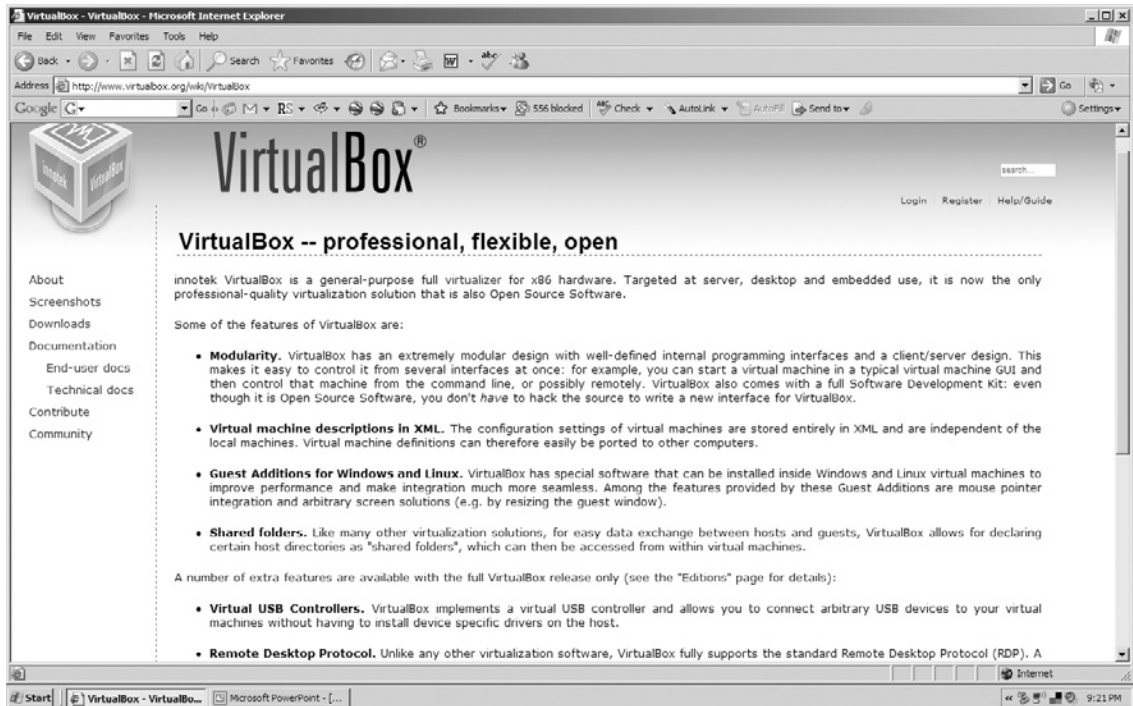 VirtualBox - VirtualBox - Microsoft Internet Explorer
File Edit View Favorites Tools Help
Back Search Favorites
Address http://www.virtualbox.org/wiki/VirtualBox Go
Google G Go RS Bookmarks 556 blocked Check AutoLink AutoFill Send to Settings
innotek VirtualBox
VirtualBox®
search...
Login Register Help/Guide
VirtualBox -- professional, flexible, open
About
Screenshots
Downloads
Documentation
End-user docs
Technical docs
Contribute
Community
innotek VirtualBox is a general-purpose full virtualizer for x86 hardware. Targeted at server, desktop and embedded use, it is now the only
professional-quality virtualization solution that is also Open Source Software.
Some of the features of VirtualBox are:
• Modularity. VirtualBox has an extremely modular design with well-defined internal programming interfaces and a client/server design. This
makes it easy to control it from several interfaces at once: for example, you can start a virtual machine in a typical virtual machine GUI and
then control that machine from the command line, or possibly remotely. VirtualBox also comes with a full Software Development Kit: even
though it is Open Source Software, you don't have to hack the source to write a new interface for VirtualBox.
• Virtual machine descriptions in XML. The configuration settings of virtual machines are stored entirely in XML and are independent of the
local machines. Virtual machine definitions can therefore easily be ported to other computers.
• Guest Additions for Windows and Linux. VirtualBox has special software that can be installed inside Windows and Linux virtual machines to
improve performance and make integration much more seamless. Among the features provided by these Guest Additions are mouse pointer
integration and arbitrary screen solutions (e.g. by resizing the guest window).
• Shared folders. Like many other virtualization solutions, for easy data exchange between hosts and guests, VirtualBox allows for declaring
certain host directories as "shared folders", which can then be accessed from within virtual machines.
A number of extra features are available with the full VirtualBox release only (see the "Editions" page for details):
• Virtual USB Controllers. VirtualBox implements a virtual USB controller and allows you to connect arbitrary USB devices to your virtual
machines without having to install device specific drivers on the host.
• Remote Desktop Protocol. Unlike any other virtualization software, VirtualBox fully supports the standard Remote Desktop Protocol (RDP). A
Internet
Start VirtualBox - VirtualBo... Microsoft PowerPoint - [... 9:21 PM